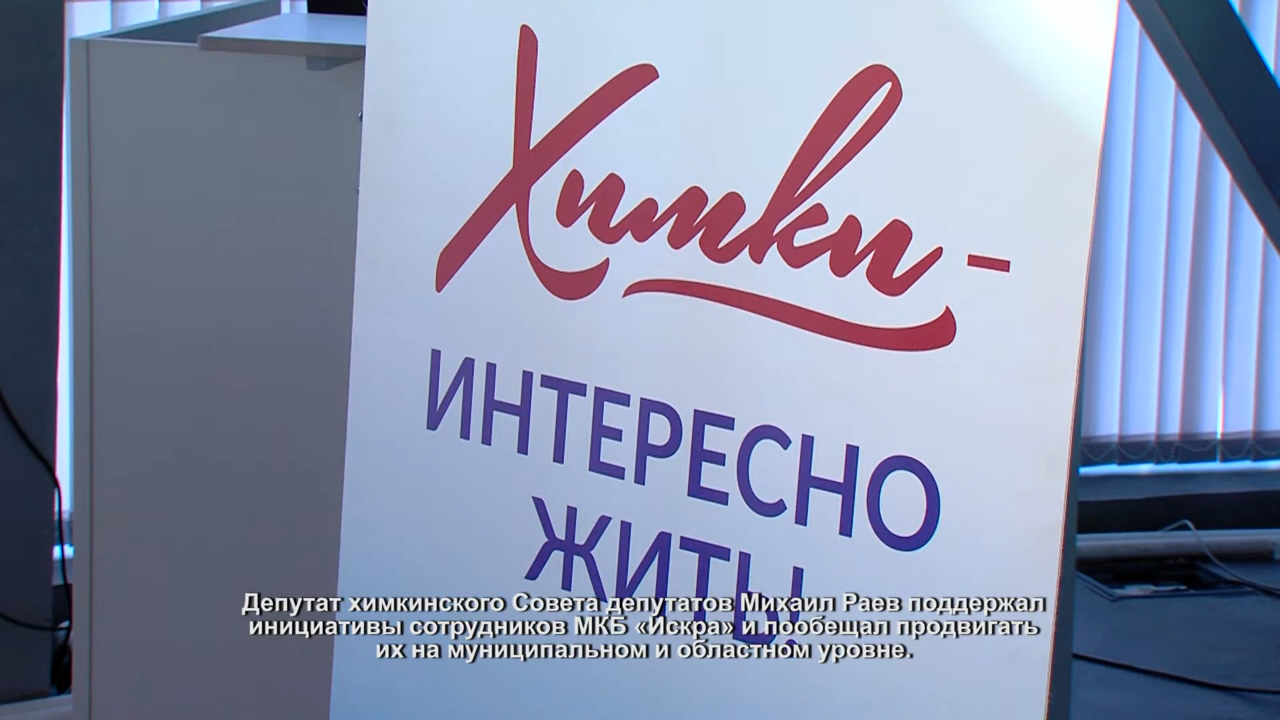 Химки -
ИНТЕРЕСНО
ЖИТЬ!
Депутат химкинского Совета депутатов Михаил Раев поддержал
инициативы сотрудников МКБ «Искра» и пообещал продвигать
их на муниципальном и областном уровне.